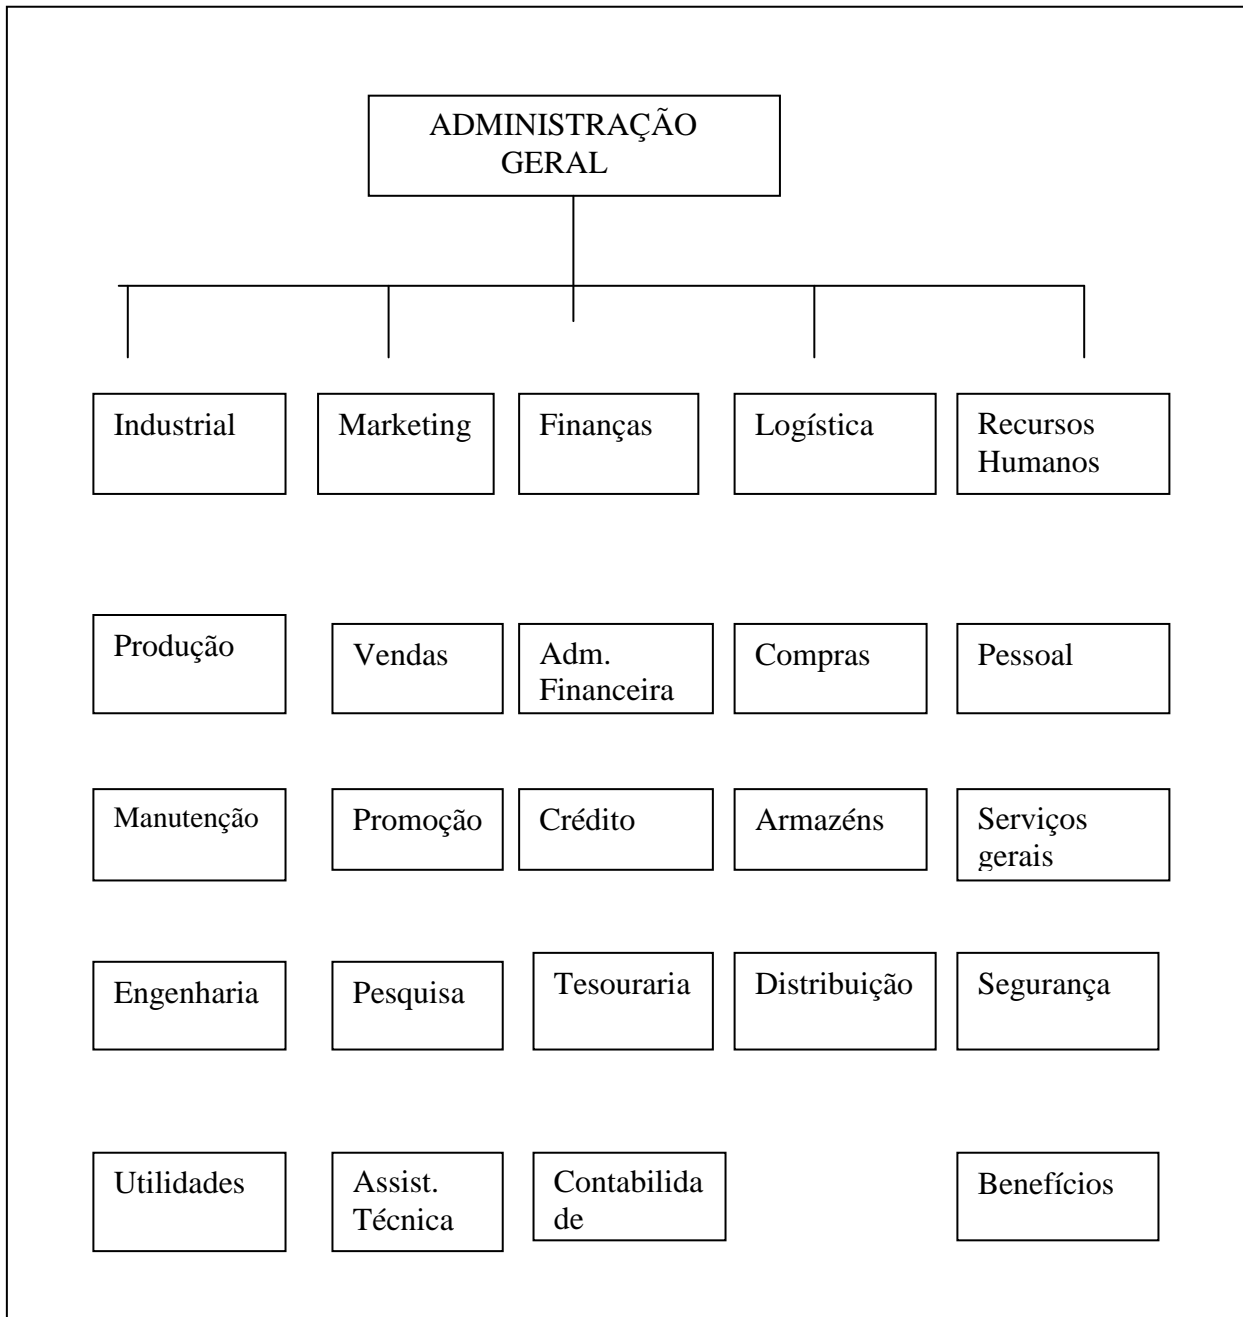 ADMINISTRAÇÃO
GERAL
Industrial
Marketing
Finanças
Logística
Recursos
Humanos
Produção
Vendas
Adm.
Financeira
Compras
Pessoal
Manutenção
Promoção
Crédito
Armazéns
Serviços
gerais
Engenharia
Pesquisa
Tesouraria
Distribuição
Segurança
Utilidades
Assist.
Técnica
Contabilida
de
Benefícios